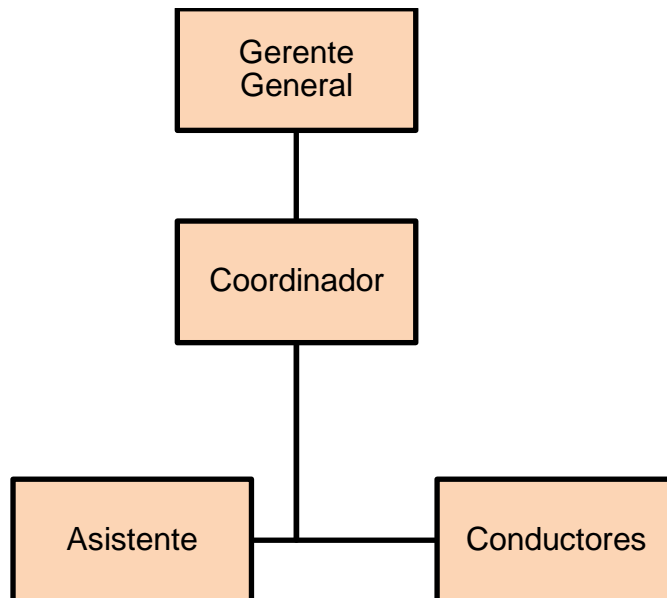 Gerente
General
Coordinador
Asistente
Conductores